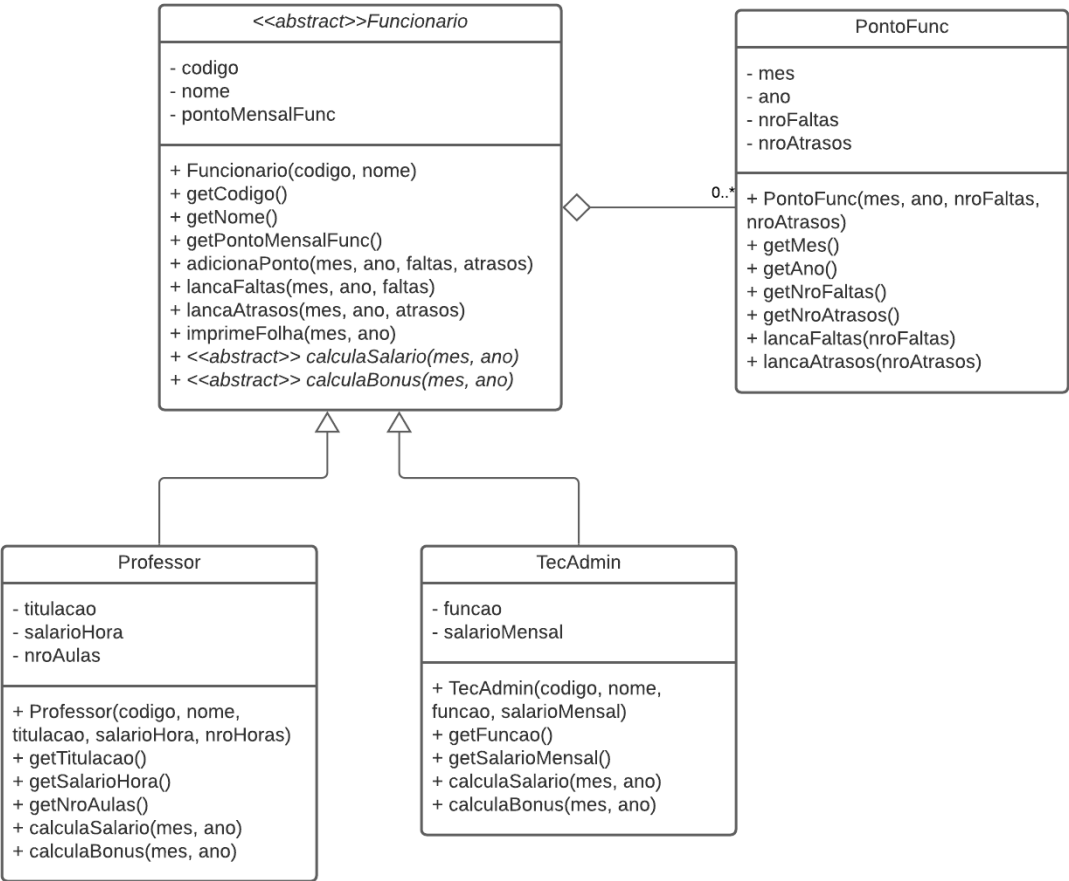 <<abstract>>Funcionario
- codigo
- nome
- pontoMensalFunc
+ Funcionario(codigo, nome)
+ getCodigo()
+ getNome()
+ getPontoMensalFunc()
+ adicionaPonto(mes, ano, faltas, atrasos)
+ lancaFaltas(mes, ano, faltas)
+ lancaAtrasos(mes, ano, atrasos)
+ imprimeFolha(mes, ano)
+ <<abstract>> calculaSalario(mes, ano)
+ <<abstract>> calculaBonus(mes, ano)
0..*
PontoFunc
- mes
- ano
- nroFaltas
- nroAtrasos
+ PontoFunc(mes, ano, nroFaltas,
nroAtrasos)
+ getMes()
+ getAno()
+ getNroFaltas()
+ getNroAtrasos()
+ lancaFaltas(nroFaltas)
+ lancaAtrasos(nroAtrasos)
Professor
- titulacao
- salarioHora
- nroAulas
+ Professor(codigo, nome,
titulacao, salarioHora, nroHoras)
+ getTitulacao()
+ getSalarioHora()
+ getNroAulas()
+ calculaSalario(mes, ano)
+ calculaBonus(mes, ano)
TecAdmin
- funcao
- salarioMensal
+ TecAdmin(codigo, nome,
funcao, salarioMensal)
+ getFuncao()
+ getSalarioMensal()
+ calculaSalario(mes, ano)
+ calculaBonus(mes, ano)